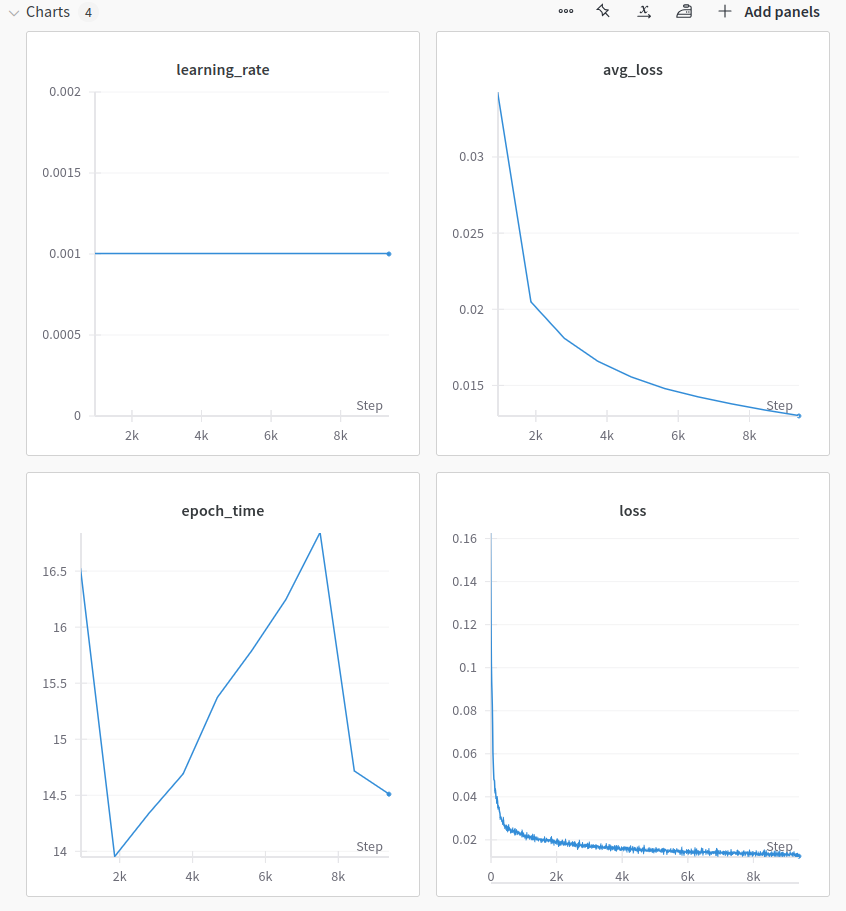 Charts 4
Add panels
learning_rate
0.002
0.0015
0.001
0.0005
0
Step
2k 4k 6k 8k
avg_loss
0.03
0.025
0.02
0.015
Step
2k 4k 6k 8k
epoch_time
16.5
16
15.5
15
14.5
14
Step
2k 4k 6k 8k
loss
0.16
0.14
0.12
0.1
0.08
0.06
0.04
0.02
Step
0 2k 4k 6k 8k